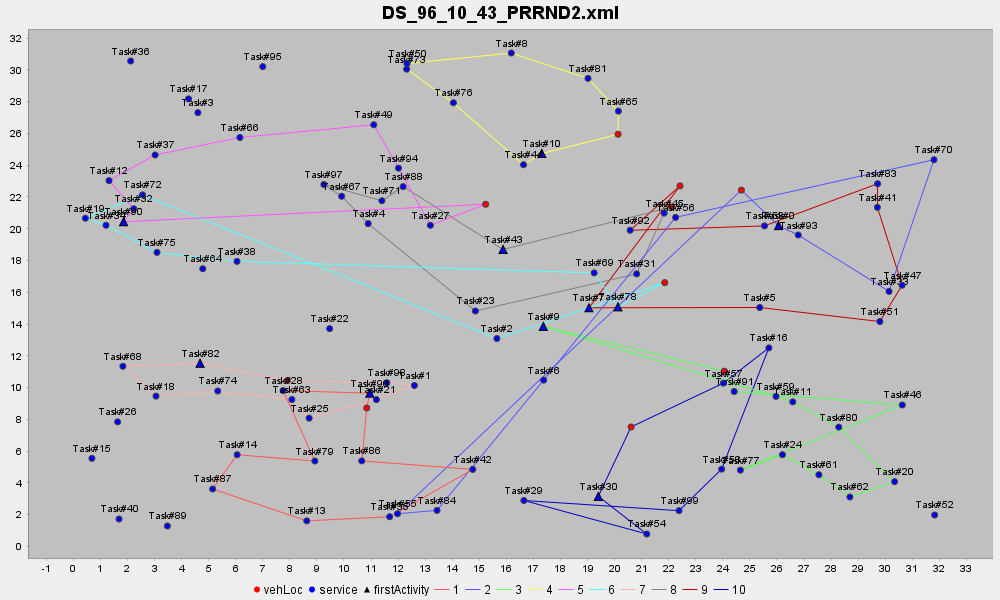 DS_96_10_43_PRRND2.xml
32
Task#36
Task#50
Task#8
Task#95
Task#73
30
Task#81
Task#17
Task#76
Task#65
28
Task#3
Task#49
26
Task#66
Task#37
Task#10
Task#4
Task#70
24
Task#94
Task#12
Task#97
Task#88
Task#83
Task#72
Task#67
Task#71
22
Task#32
Task#41
Task#19
Task#90
Task#4
Task#27
Task#45
Task#56
Task#92
Task#0
20
Task#93
Task#43
Task#75
Task#64
Task#38
Task#69
Task#31
18
Task#47
Task#33
16
Task#23
Task#7
Task#78
Task#5
Task#51
14
Task#22
Task#2
Task#9
Task#16
12
Task#68
Task#82
Task#98
Task#1
Task#57
10
Task#28
Task#18
Task#74
Task#63
Task#21
Task#6
Task#91
Task#59
Task#11
Task#46
8
Task#26
Task#25
Task#80
6
Task#15
Task#14
Task#79
Task#86
Task#42
Task#58
Task#77
Task#24
Task#61
Task#20
4
Task#87
Task#29
Task#30
Task#62
2
Task#40
Task#89
Task#13
Task#84
Task#99
Task#54
Task#52
0
-1 0 1 2 3 4 5 6 7 8 9 10 11 12 13 14 15 16 17 18 19 20 21 22 23 24 25 26 27 28 29 30 31 32 33
vehLoc service firstActivity 1 2 3 4 5 6 7 8 9 10